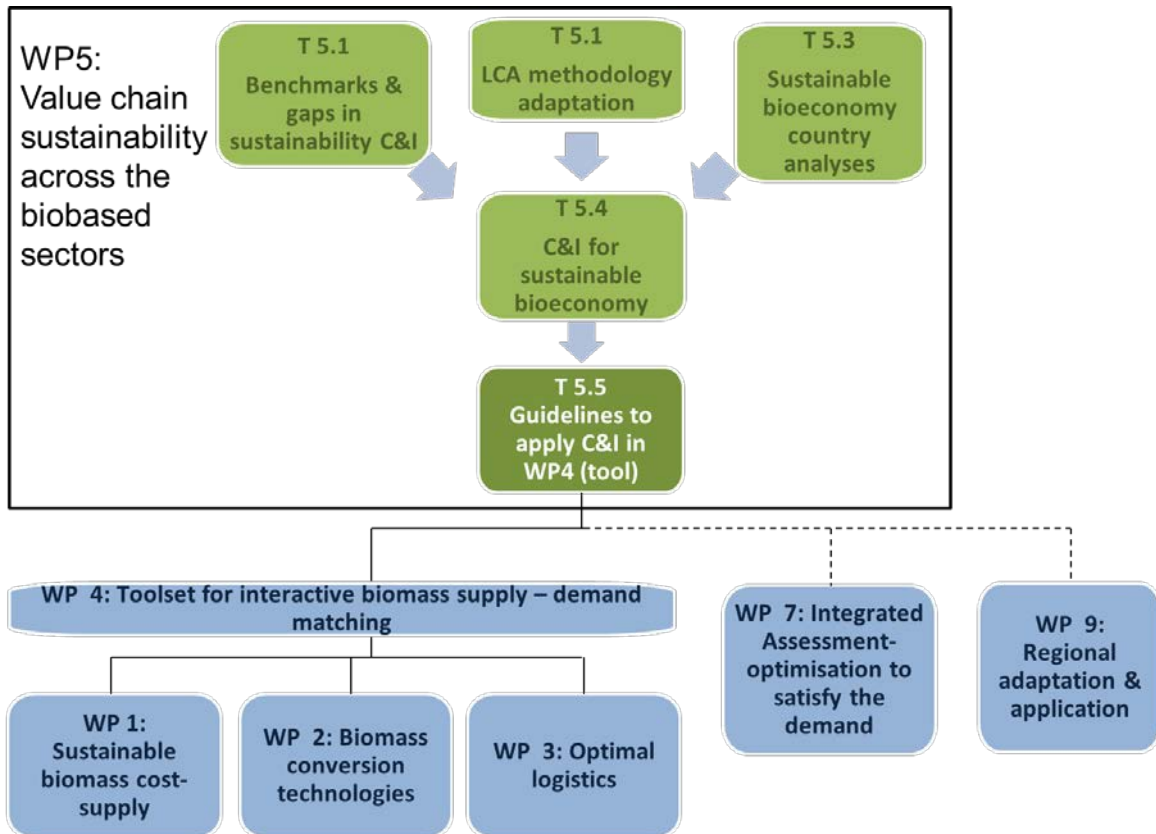 WP5:
Value chain
sustainability
across the
biobased
sectors
T 5.1
Benchmarks &
gaps in
sustainability C&I
T 5.1
LCA methodology
adaptation
T 5.3
Sustainable
bioeconomy
country
analyses
T 5.4
C&I for
sustainable
bioeconomy
T 5.5
Guidelines to
apply C&I in
WP4 (tool)
WP 4: Toolset for interactive biomass supply – demand
matching
WP 7: Integrated
Assessment-
optimisation to
satisfy the
demand
WP 9:
Regional
adaptation &
application
WP 1:
Sustainable
biomass cost-
supply
WP 2: Biomass
conversion
technologies
WP 3: Optimal
logistics